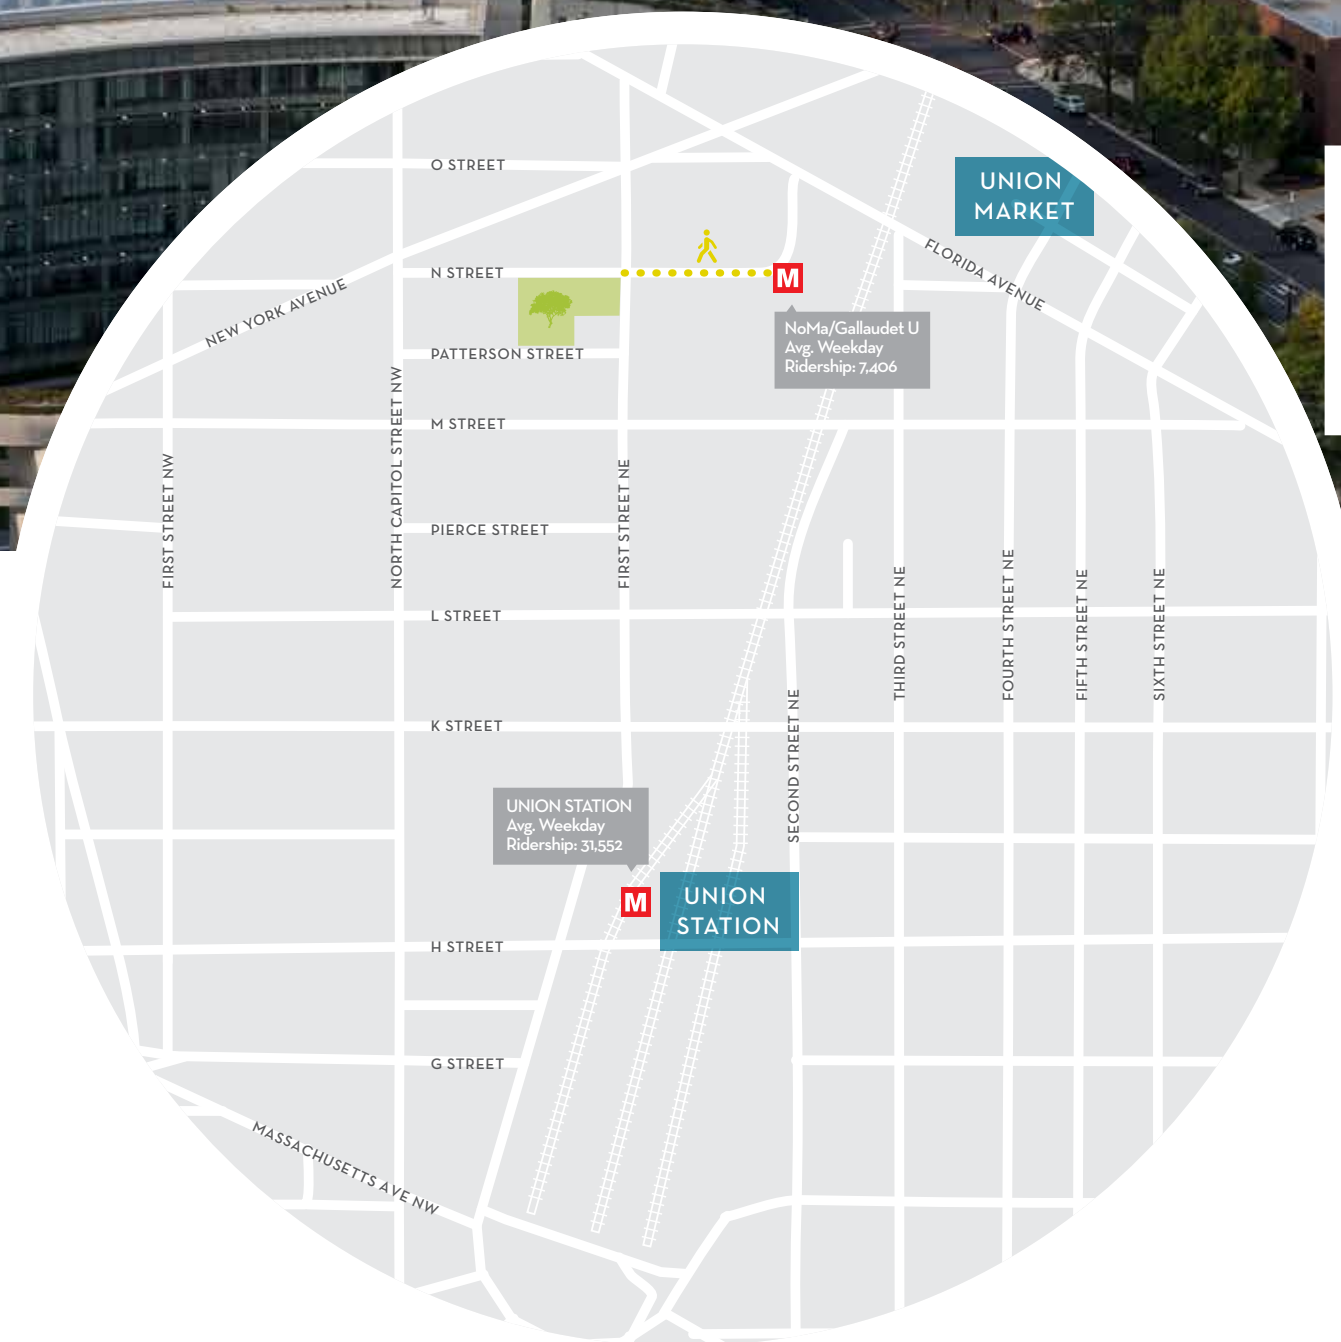 O STREET
UNION
MARKET
N STREET
FLORIDA AVENUE
M
NEW YORK AVENUE
NoMa/Gallaudet U
Avg. Weekday
Ridership: 7,406
PATTERSON STREET
M STREET
FIRST STREET NW
NORTH CAPITOL STREET NW
FIRST STREET NE
PIERCE STREET
L STREET
THIRD STREET NE
FOURTH STREET NE
FIFTH STREET NE
SIXTH STREET NE
K STREET
SECOND STREET NE
UNION STATION
Avg. Weekday
Ridership: 31,552
M
UNION
STATION
H STREET
G STREET
MASSACHUSETTS AVE NW